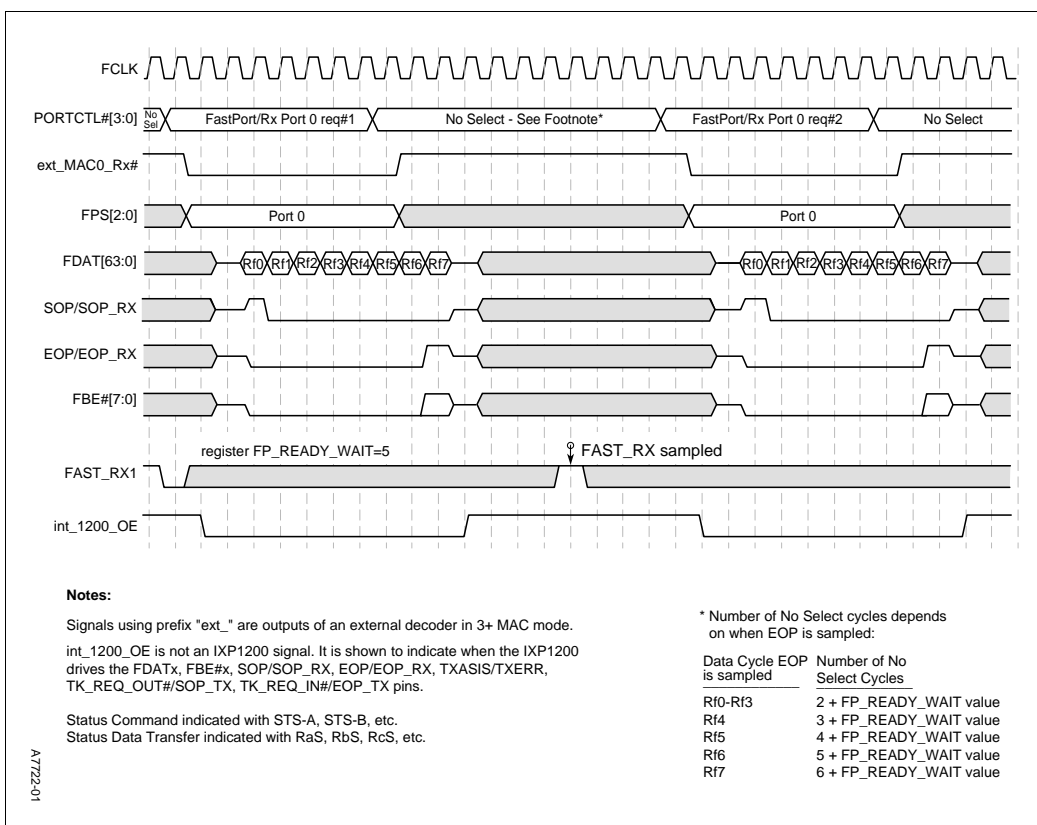 FCLK
PORTCTL#[3:0] No Sel FastPort/Rx Port 0 req#1 No Select - See Footnote* FastPort/Rx Port 0 req#2 No Select
ext_MAC0_Rx#
FPS[2:0] Port 0 Port 0
FDAT[63:0] Rf0 Rf1 Rf2 Rf3 Rf4 Rf5 Rf6 Rf7 Rf0 Rf1 Rf2 Rf3 Rf4 Rf5 Rf6 Rf7
SOP/SOP_RX
EOP/EOP_RX
FBE#[7:0]
register FP_READY_WAIT=5 FAST_RX sampled
FAST_RX1
int_1200_OE
Notes:
Signals using prefix "ext_" are outputs of an external decoder in 3+ MAC mode.
int_1200_OE is not an IXP1200 signal. It is shown to indicate when the IXP1200
drives the FDATx, FBE#x, SOP/SOP_RX, EOP/EOP_RX, TXASIS/TXERR,
TK_REQ_OUT#/SOP_TX, TK_REQ_IN#/EOP_TX pins.
Status Command indicated with STS-A, STS-B, etc.
Status Data Transfer indicated with RaS, RbS, RcS, etc.
* Number of No Select cycles depends
on when EOP is sampled:
Data Cycle EOP Number of No
is sampled Select Cycles
Rf0-Rf3 2 + FP_READY_WAIT value
Rf4 3 + FP_READY_WAIT value
Rf5 4 + FP_READY_WAIT value
Rf6 5 + FP_READY_WAIT value
Rf7 6 + FP_READY_WAIT value
A7722-01